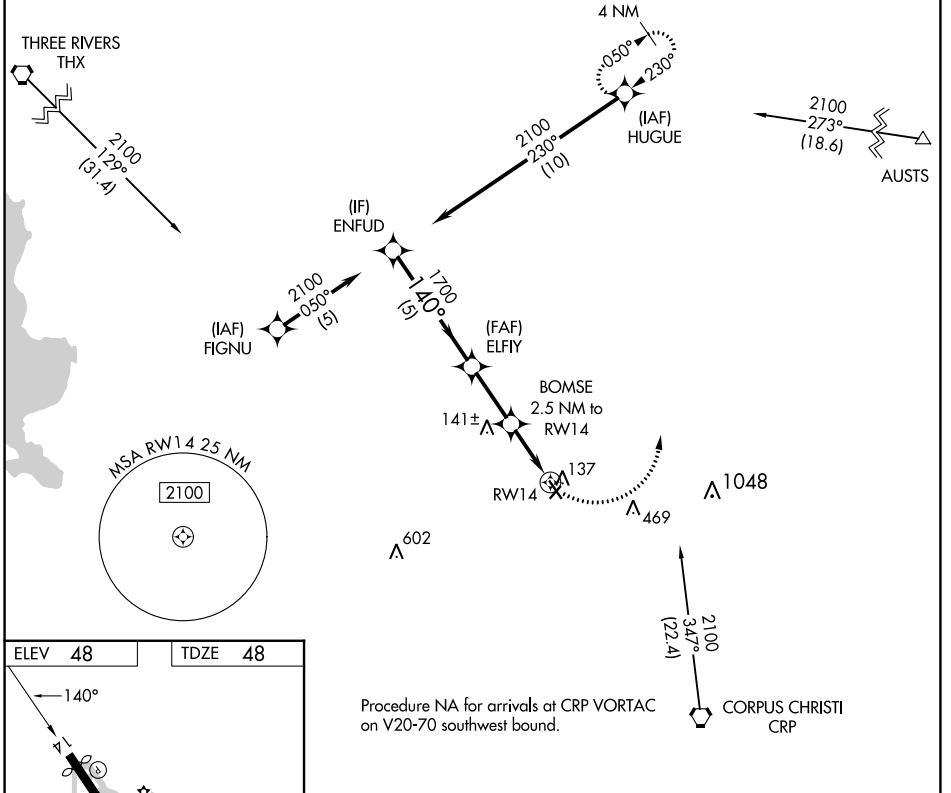 4 NM
THREE RIVERS
THX
050°
230°
(IAF)
HUGUE
2100
273°
(18.6)
AUSTS
2100
129°
(31.4)
2100
230°
(10)
(IF)
ENFUD
2100
050°
(5)
(IAF)
FIGNU
1700
140°
(5)
(FAF)
ELFIY
BOMSE
2.5 NM to
RW14
141±
MSA RW14 25 NM
2100
RW14
137
1048
469
602
2100
347°
(22.4)
ELEV 48
TDZE 48
140°
14
P
Procedure NA for arrivals at CRP VORTAC
on V20-70 southwest bound.
CORPUS CHRISTI
CRP